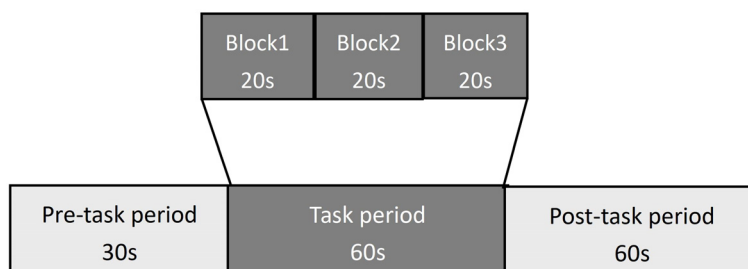 Block1
20s
Block2
20s
Block3
20s
Pre-task period
30s
Task period
60s
Post-task period
60s